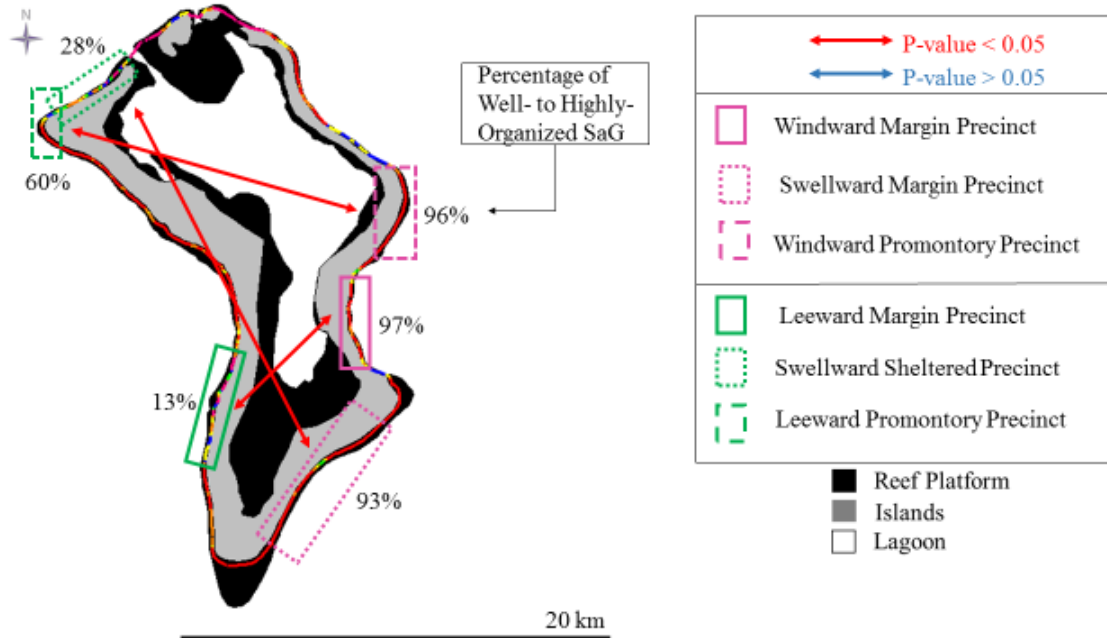 N
28%
60%
Percentage of
Well- to Highly-
Organized SaG
96%
97%
13%
93%
20 km
P-value < 0.05
P-value > 0.05
Windward Margin Precinct
Swellward Margin Precinct
Windward Promontory Precinct
Leeward Margin Precinct
Swellward Sheltered Precinct
Leeward Promontory Precinct
Reef Platform
Islands
Lagoon